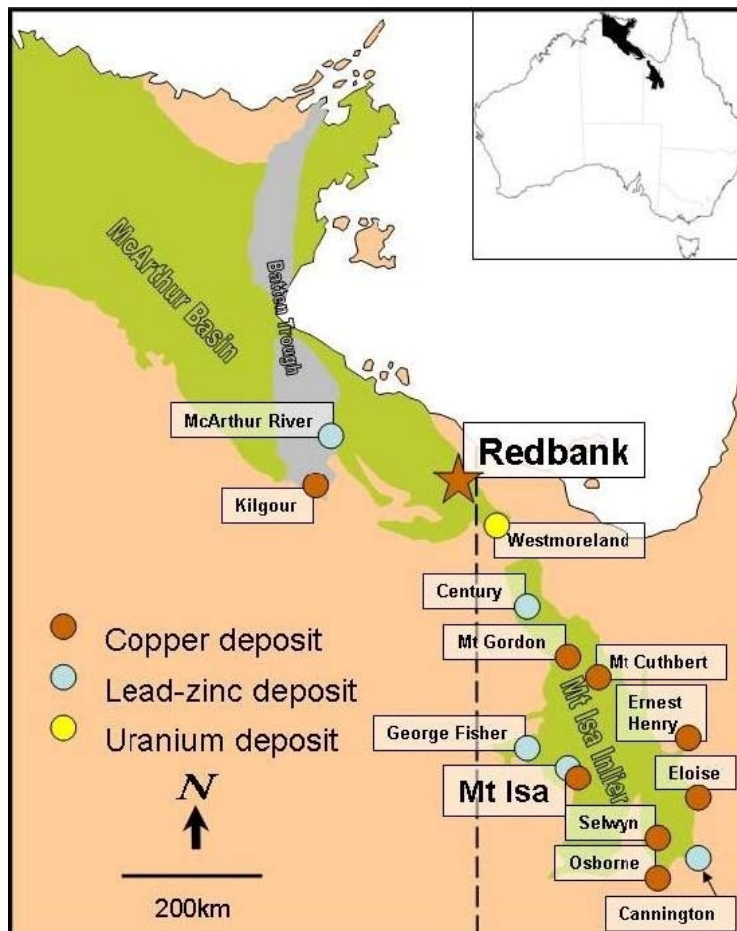 McArthur Basin
Batten Trough
McArthur River
Redbank
Kilgour
Westmoreland
Century
Copper deposit
Mt Gordon
Mt Cuthbert
Lead-zinc deposit
Ernest
Henry
Mt Isa Inlier
Uranium deposit
George Fisher
Eloise
Mt Isa
N
Selwyn
Osborne
200km
Cannington